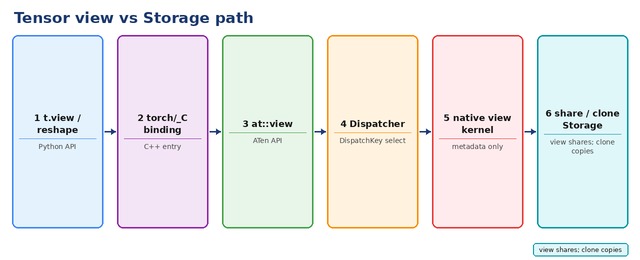 Tensor view vs Storage path
1 t.view /
reshape
Python API
2 torch/_C
binding
C++ entry
3 at::view
ATen API
4 Dispatcher
DispatchKey select
5 native view
kernel
metadata only
6 share / clone
Storage
view shares; clone
copies
view shares; clone copies